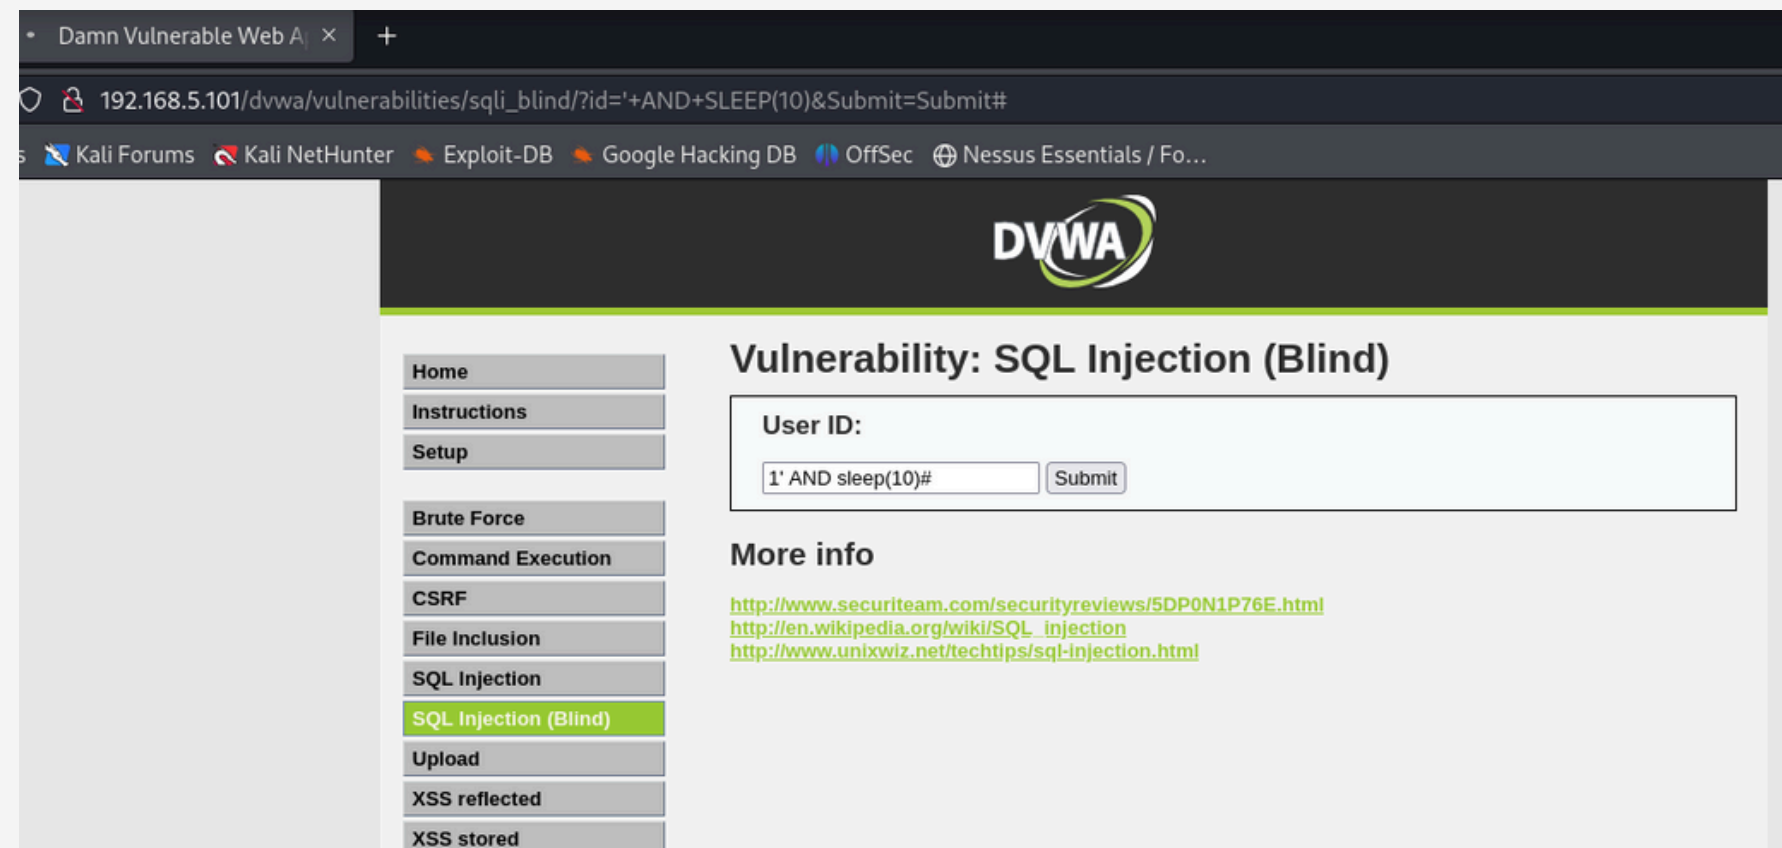 Damn Vulnerable Web A
192.168.5.101/dvwa/vulnerabilities/sqli_blind/?id='+AND+SLEEP(10)&Submit=Submit#
s Kali Forums Kali NetHunter Exploit-DB Google Hacking DB OffSec Nessus Essentials / Fo...
DVWA
Home
Instructions
Setup
Brute Force
Command Execution
CSRF
File Inclusion
SQL Injection
SQL Injection (Blind)
Upload
XSS reflected
XSS stored
Vulnerability: SQL Injection (Blind)
User ID:
1' AND sleep(10)# Submit
More info
http://www.securiteam.com/securityreviews/5DP0N1P76E.html
http://en.wikipedia.org/wiki/SQL_injection
http://www.unixwiz.net/techtips/sql-injection.html